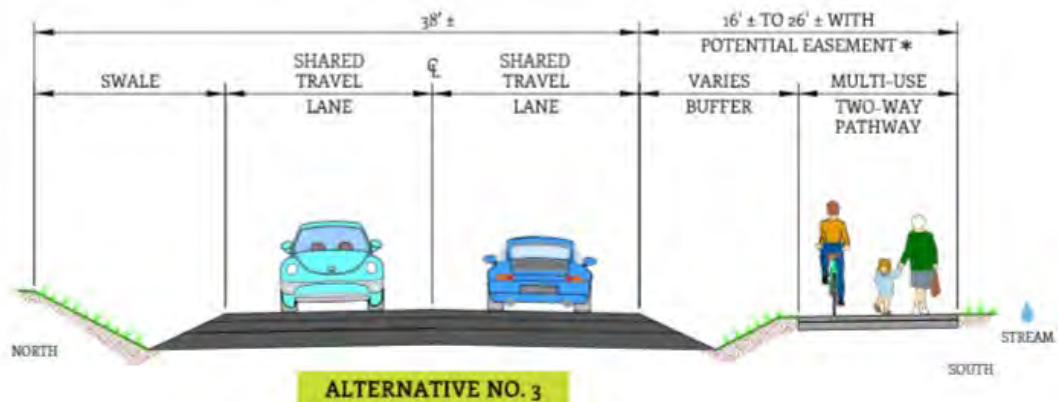 38' ±
16' ± TO 26' ± WITH
POTENTIAL EASEMENT *
SWALE
SHARED
TRAVEL
LANE
℄
SHARED
TRAVEL
LANE
VARIES
BUFFER
MULTI-USE
TWO-WAY
PATHWAY
NORTH
STREAM
SOUTH
ALTERNATIVE NO. 3